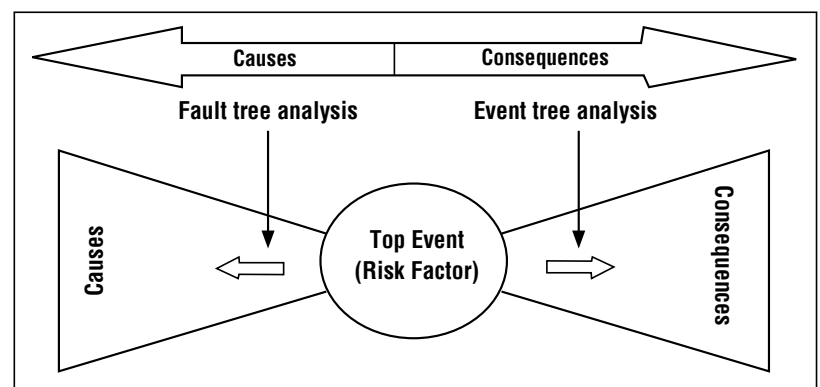 Causes
Consequences
Fault tree analysis
Event tree analysis
Causes
Top Event
(Risk Factor)
Consequences